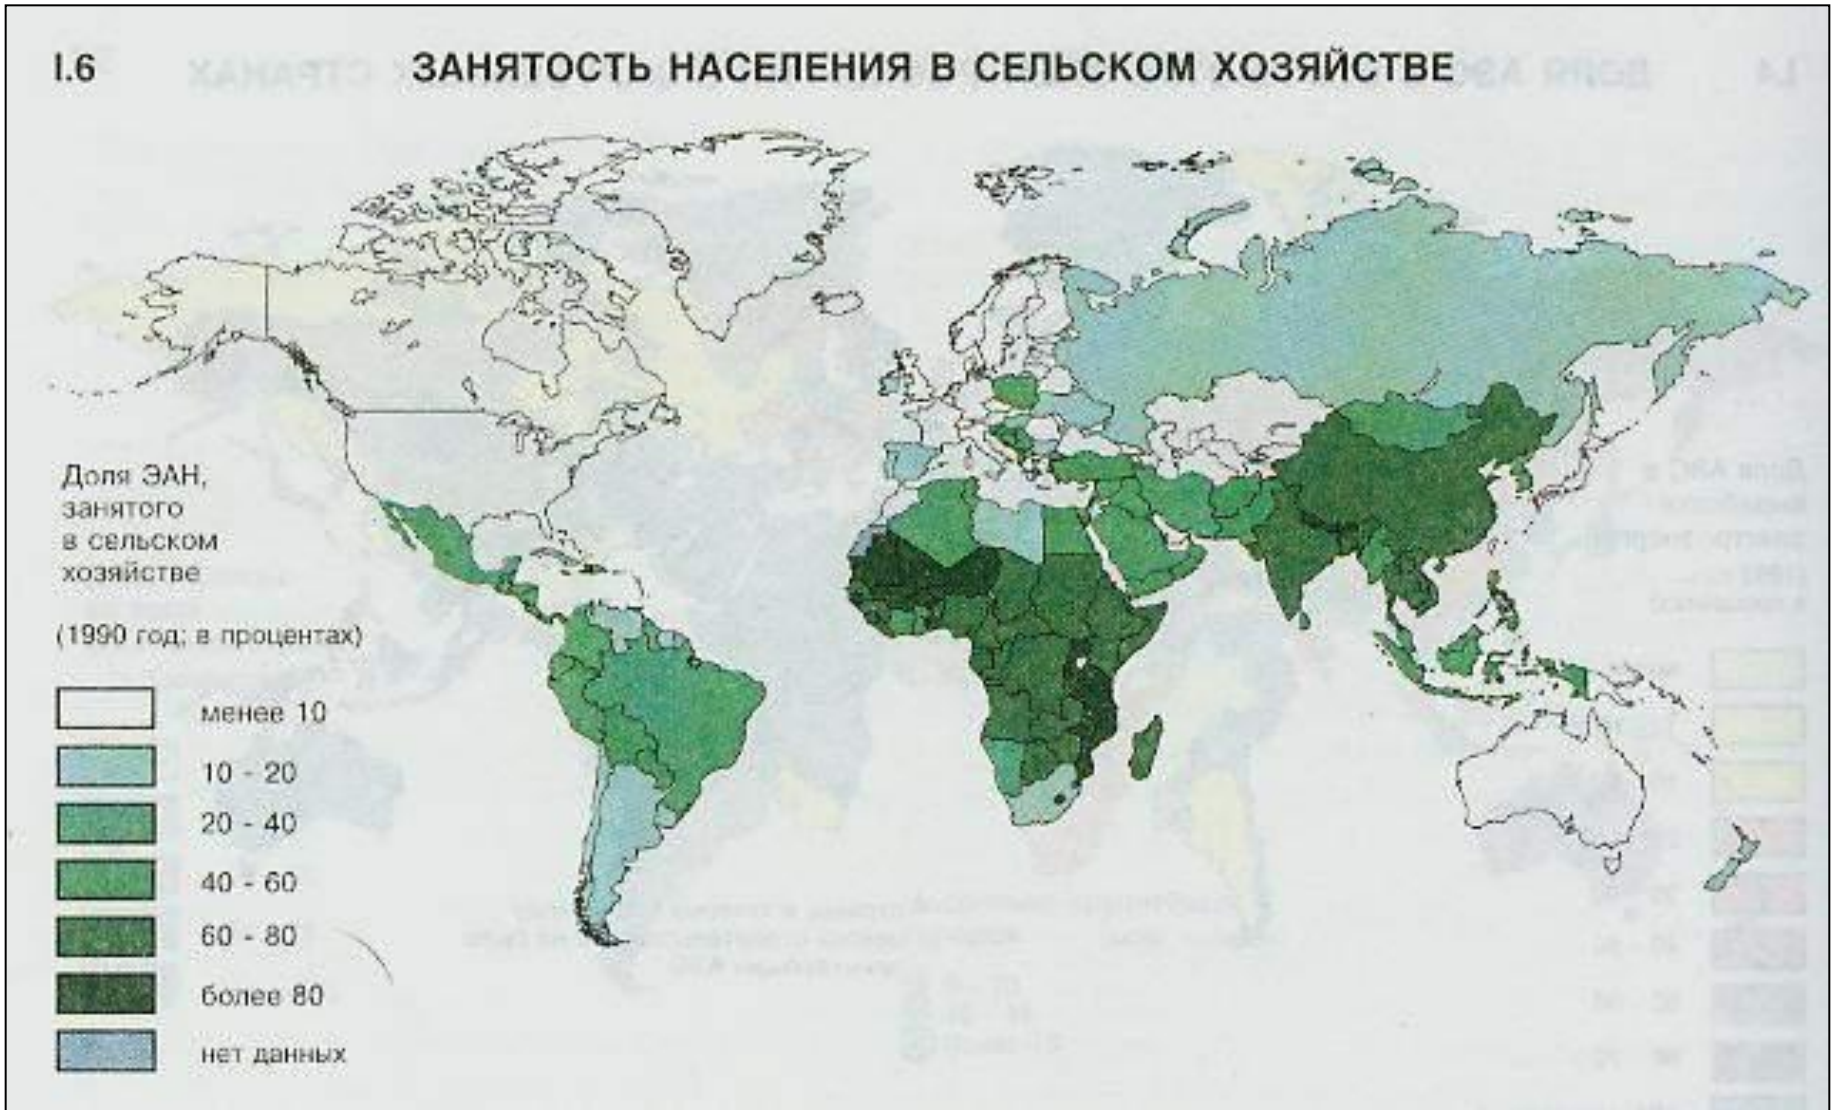 I.6 ЗАНЯТОСТЬ НАСЕЛЕНИЯ В СЕЛЬСКОМ ХОЗЯЙСТВЕ
Доля ЭАН,
занятого
в сельском
хозяйстве
(1990 год; в процентах)
менее 10
10 - 20
20 - 40
40 - 60
60 - 80
более 80
нет данных